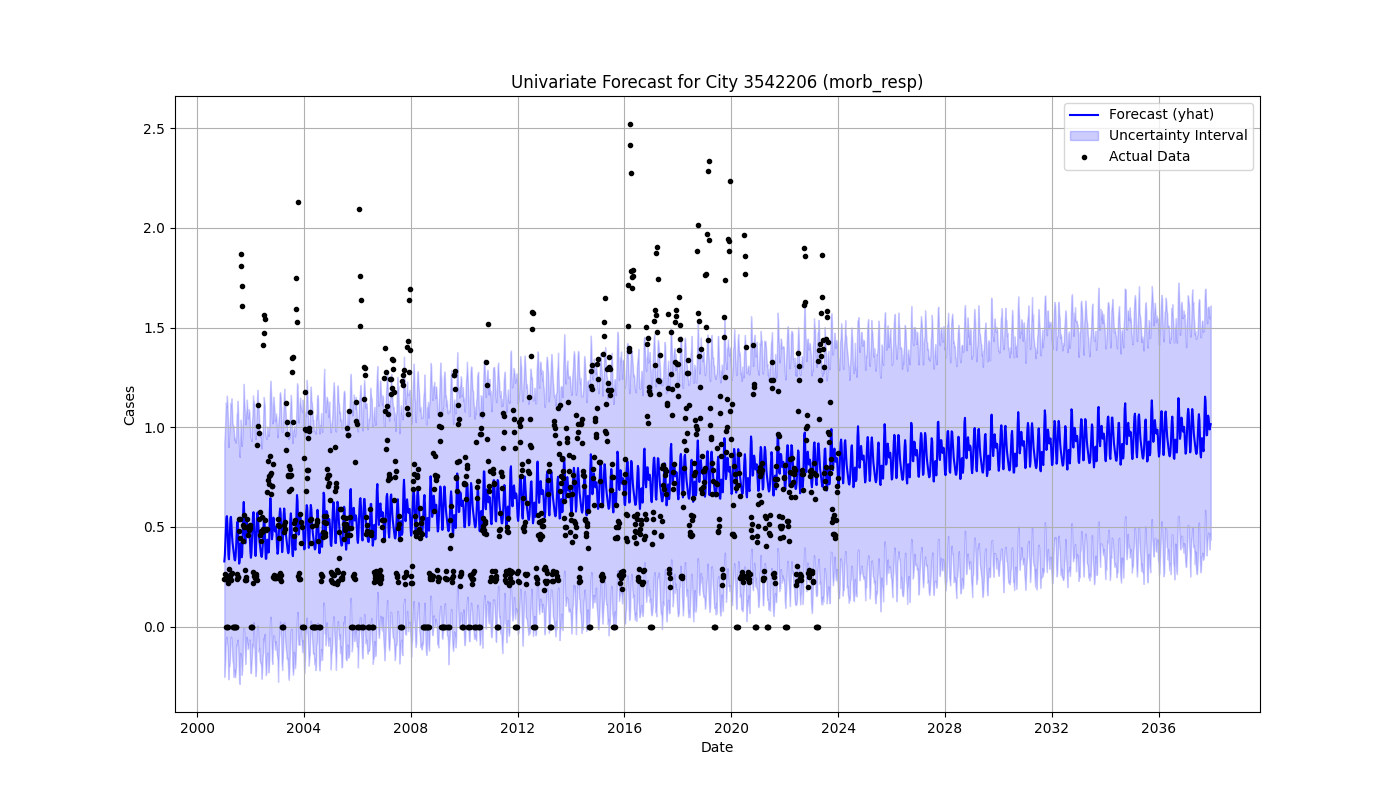 Univariate Forecast for City 3542206 (morb_resp)
Forecast (yhat)
Uncertainty Interval
Actual Data
Cases
2.5
2.0
1.5
1.0
0.5
0.0
2000 2004 2008 2012 2016 2020 2024 2028 2032 2036
Date